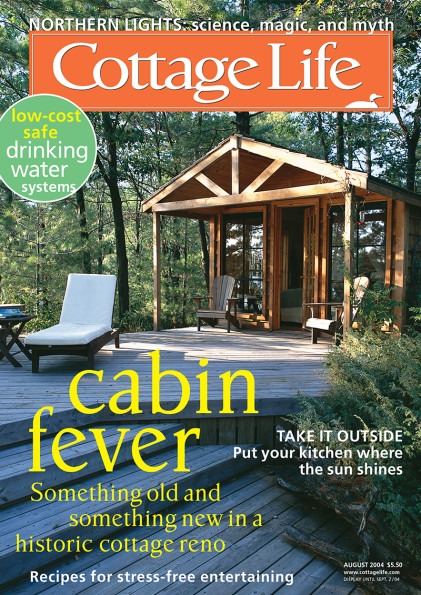 NORTHERN LIGHTS: science, magic, and myth
Cottage Life
low-cost
safe
drinking
water
systems
cabin
fever
Something old and
something new in a
historic cottage reno
TAKE IT OUTSIDE
Put your kitchen where
the sun shines
Recipes for stress-free entertaining
AUGUST 2004 $5.50
www.cottagelife.com
DISPLAY UNTIL SEPT. 2/04